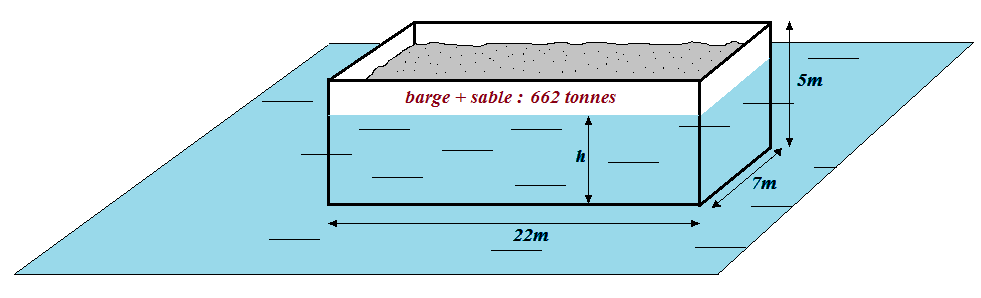 barge + sable : 662 tonnes
5m
h
7m
22m